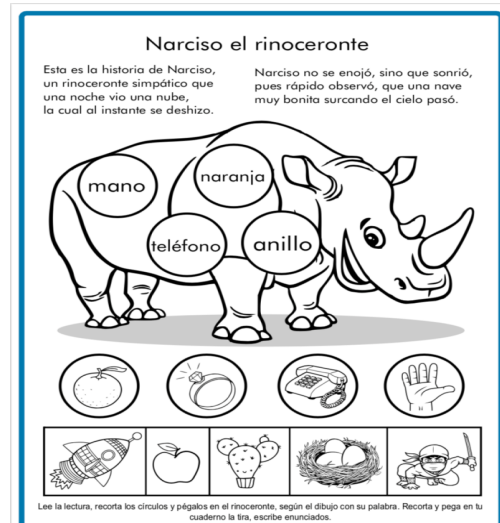 Narciso el rinoceronte
Esta es la historia de Narciso,
un rinoceronte simpático que
una noche vio una nube,
la cual al instante se deshizo.
Narciso no se enojó, sino que sonrió,
pues rápido observó, que una nave
muy bonita surcando el cielo pasó.
mano
naranja
teléfono
anillo
Lee la lectura, recorta los círculos y pégalos en el rinoceronte, según el dibujo con su palabra. Recorta y pega en tu
cuaderno la tira, escribe enunciados.